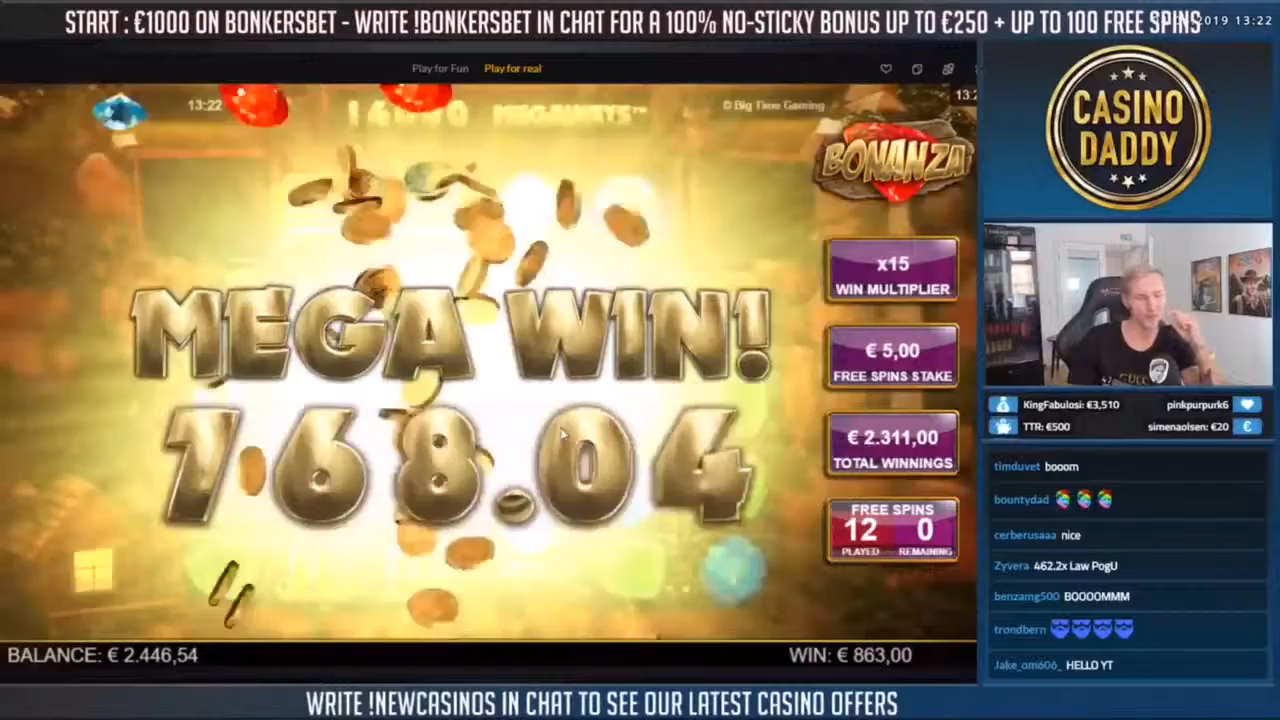 START : €1000 ON BONKERSBET - WRITE !BONKERSBET IN CHAT FOR A 100% NO-STICKY BONUS UP TO €250 + UP TO 100 FREE SPINS
2019 13:22
Play for Fun Play for real
13:22
MEGAWAYS™
© Big Time Gaming
BONANZA
CASINO
DADDY
x15
WIN MULTIPLIER
MEGA WIN!
€ 5,00
FREE SPINS STAKE
768.04
€ 2.311,00
TOTAL WINNINGS
FREE SPINS
12 0
PLAYED REMAINING
KingFabulosi: €3,510 pinkpurpurk6
TTR: €500 simenaolsen: €20
timduvet booom
bountydad
cerberusaaa nice
Zyvera 462.2x Law PogU
benzamg500 BOOOOMMM
trondbern
Jake_om606_ HELLO YT
BALANCE: € 2.446,54 WIN: € 863,00
WRITE !NEWCASINOS IN CHAT TO SEE OUR LATEST CASINO OFFERS